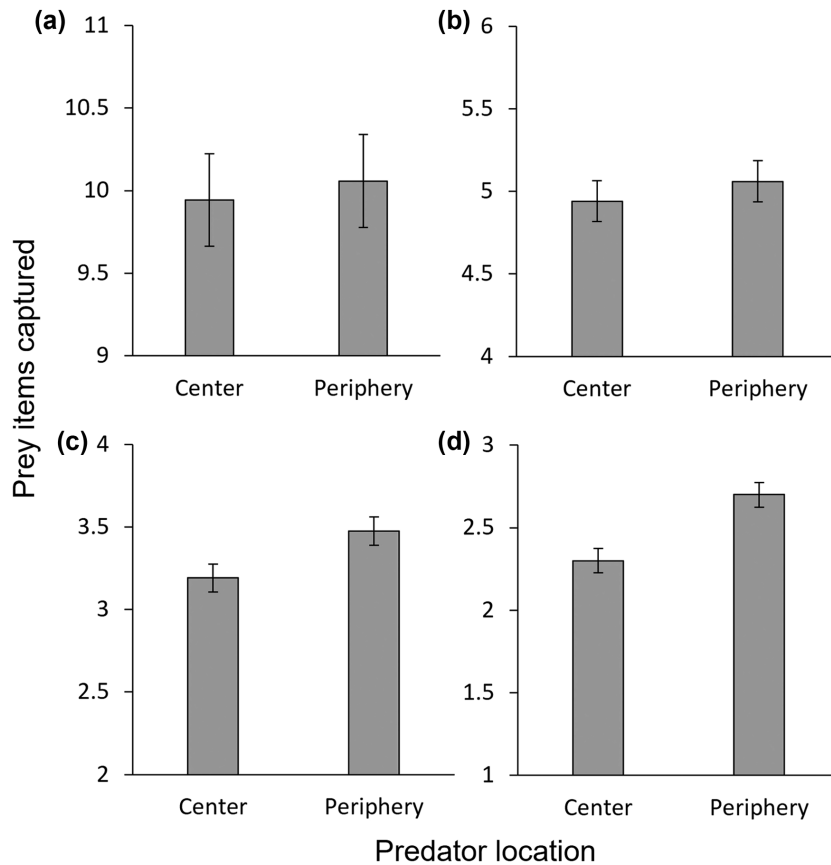 (a)
11
10.5
10
9.5
9
Center Periphery
(b)
6
5.5
5
4.5
4
Center Periphery
Prey items captured
(c)
4
3.5
3
2.5
2
Center Periphery
(d)
3
2.5
2
1.5
1
Center Periphery
Predator location